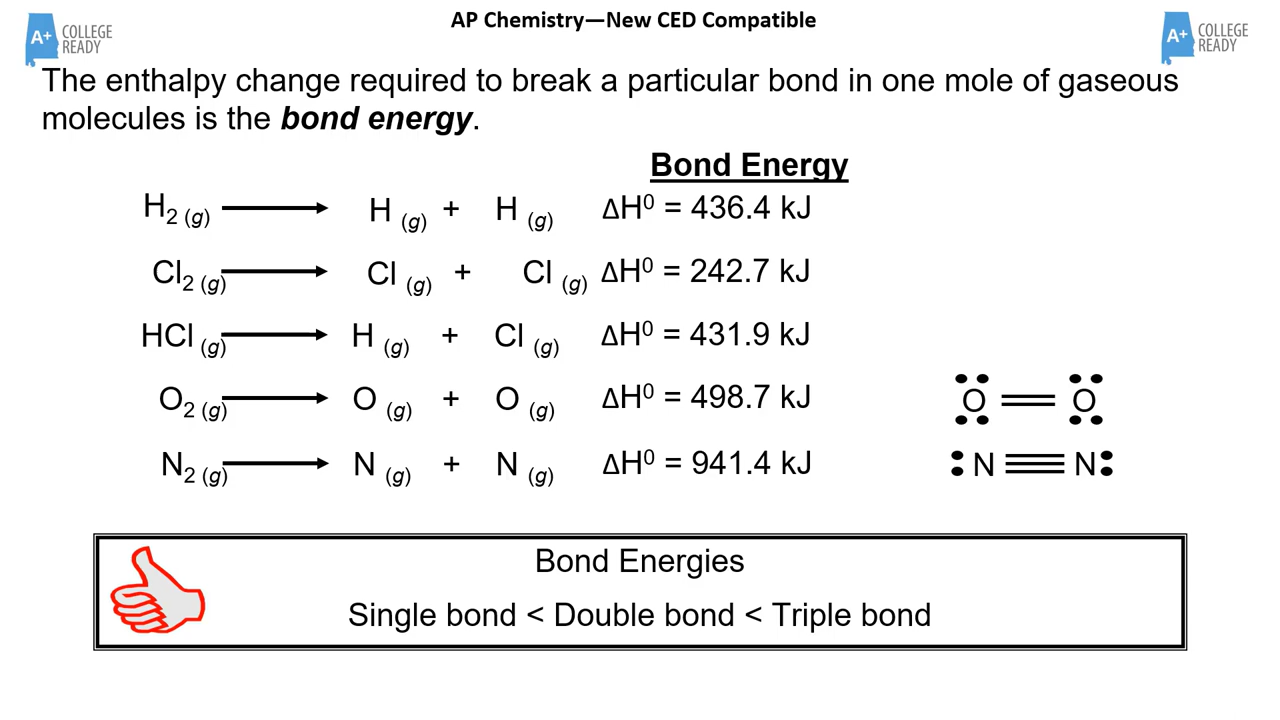 AP Chemistry—New CED Compatible
A+ COLLEGE READY
A+ COLLEGE READY
The enthalpy change required to break a particular bond in one mole of gaseous
molecules is the bond energy.
Bond Energy
H₂ (g) ⟶ H (g) + H (g) ΔH⁰ = 436.4 kJ
Cl₂ (g) ⟶ Cl (g) + Cl (g) ΔH⁰ = 242.7 kJ
HCl (g) ⟶ H (g) + Cl (g) ΔH⁰ = 431.9 kJ
O₂ (g) ⟶ O (g) + O (g) ΔH⁰ = 498.7 kJ O = O
N₂ (g) ⟶ N (g) + N (g) ΔH⁰ = 941.4 kJ :N≡N:
Bond Energies
Single bond < Double bond < Triple bond